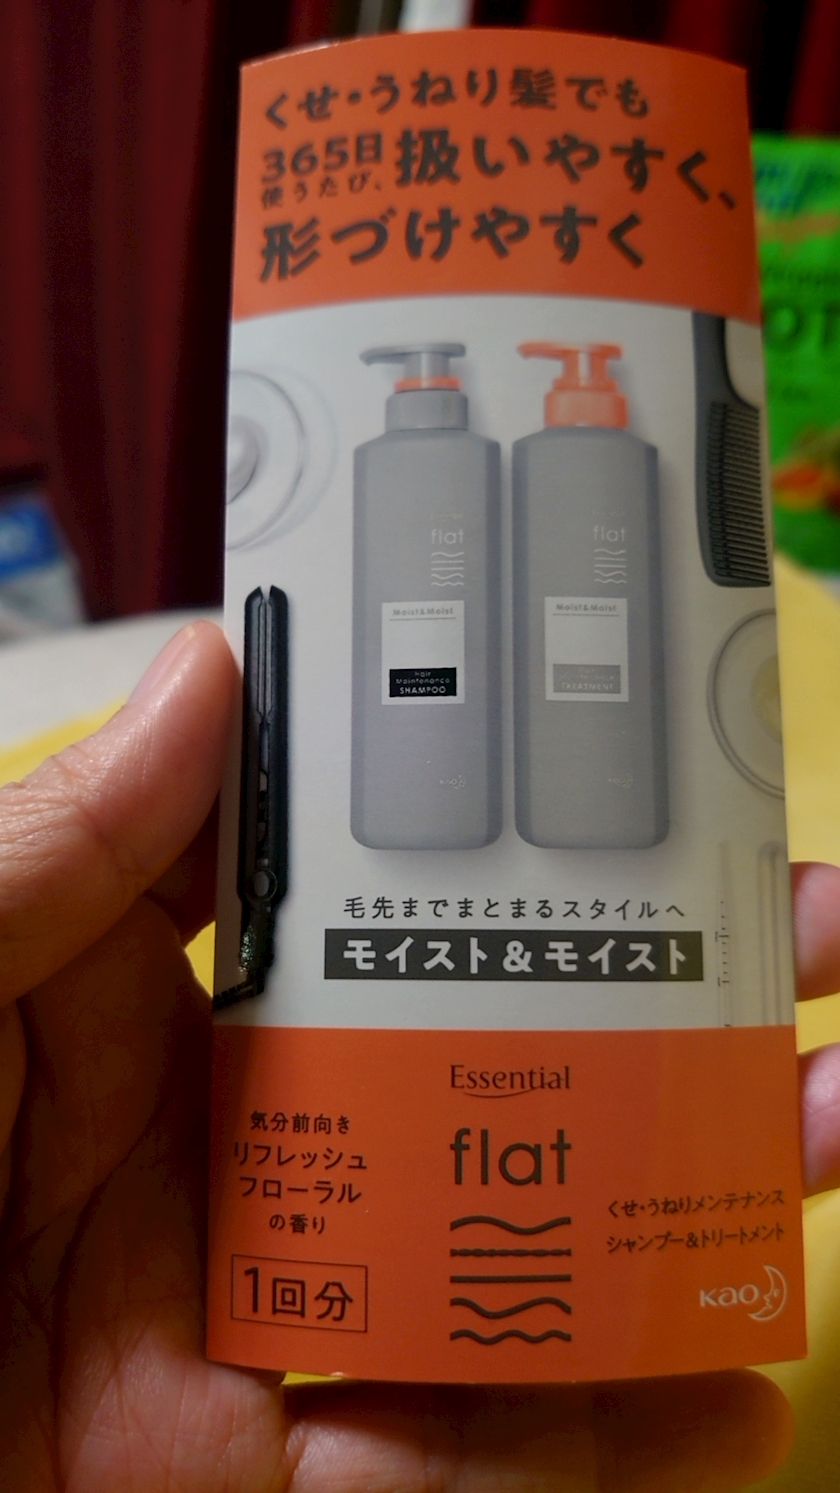 くせ・うねり髪でも
365日
使うたび、
扱いやすく、
形づけやすく
flat
Moist&Moist
Hair
Maintenance
SHAMPOO
flat
Moist&Moist
Hair
Maintenance
TREATMENT
毛先までまとまるスタイルへ
モイスト&モイスト
Essential
flat
気分前向き
リフレッシュ
フローラル
の香り
1回分
くせ・うねりメンテナンス
シャンプー&トリートメント
Kao